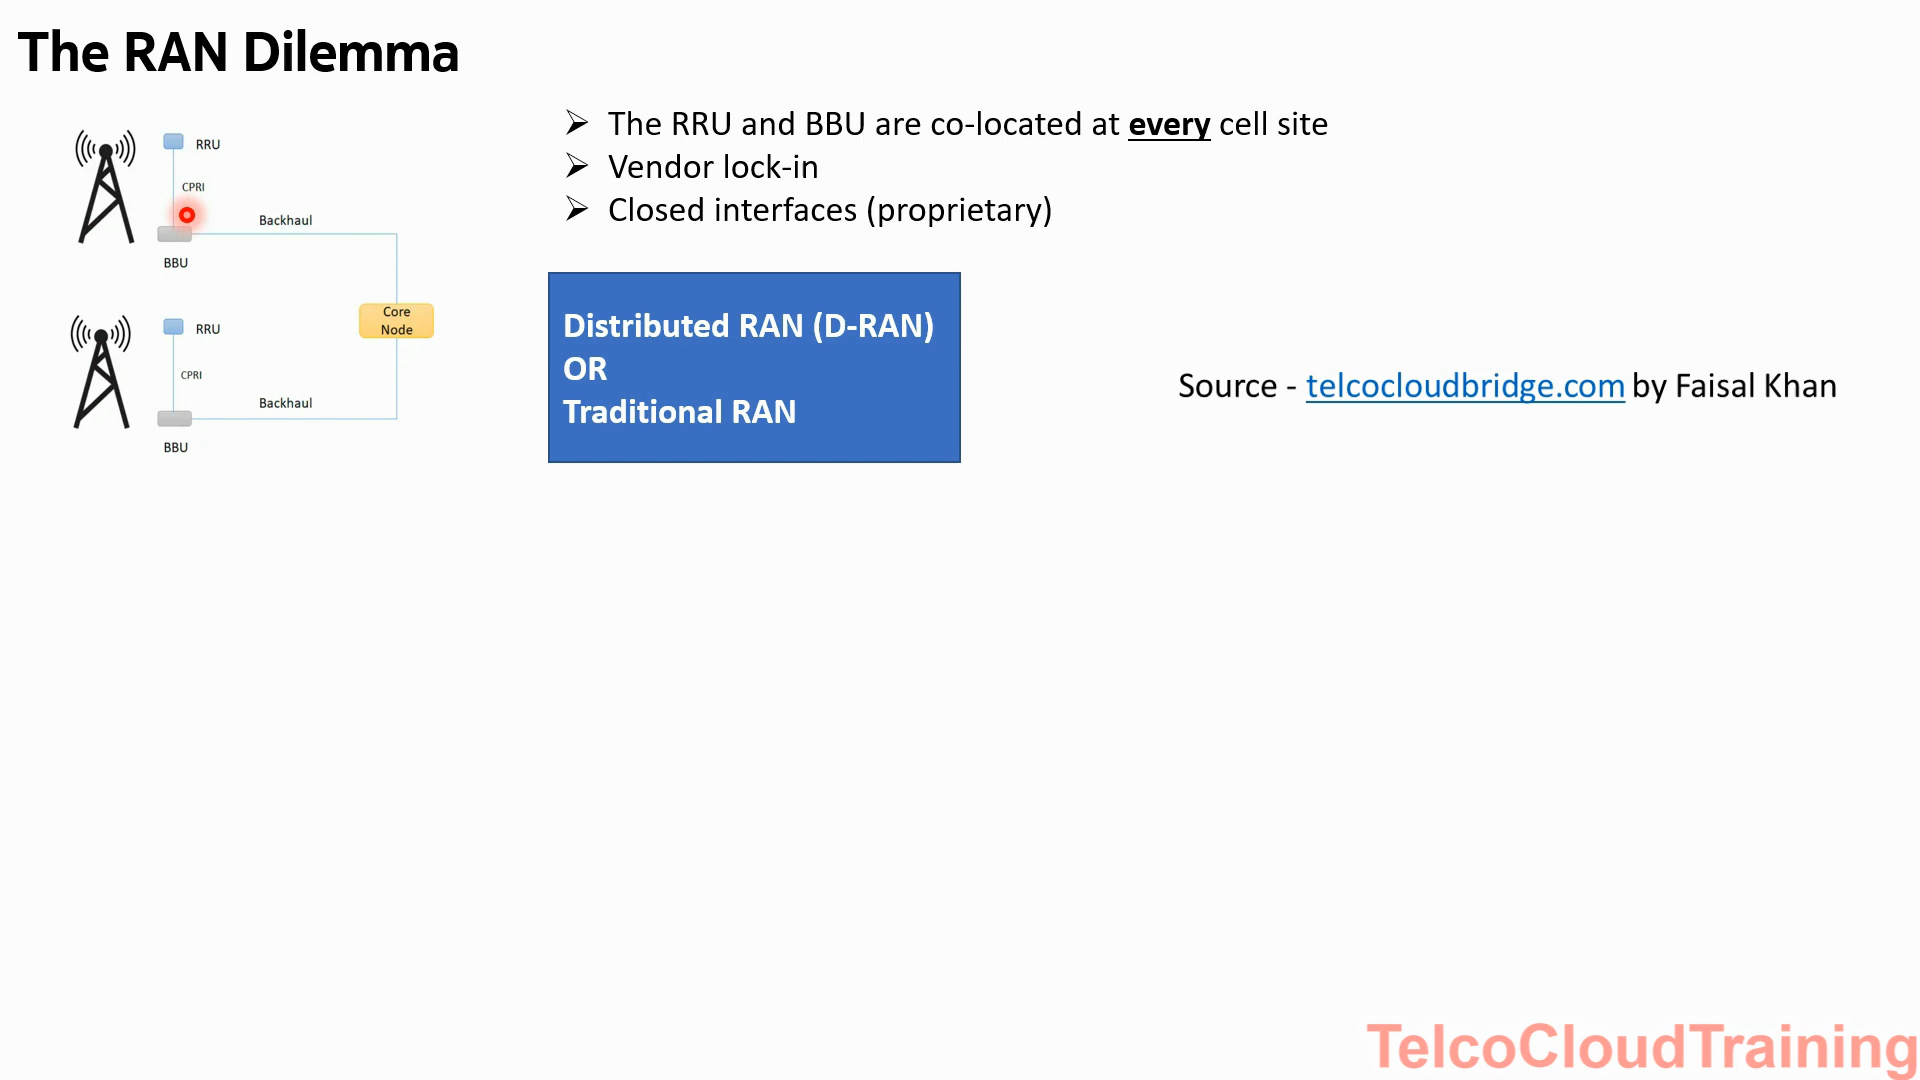 The RAN Dilemma
RRU
CPRI
Backhaul
BBU
Core
Node
RRU
CPRI
Backhaul
BBU
The RRU and BBU are co-located at every cell site
Vendor lock-in
Closed interfaces (proprietary)
Distributed RAN (D-RAN)
OR
Traditional RAN
Source - telcocloudbridge.com by Faisal Khan
TelcoCloudTraining